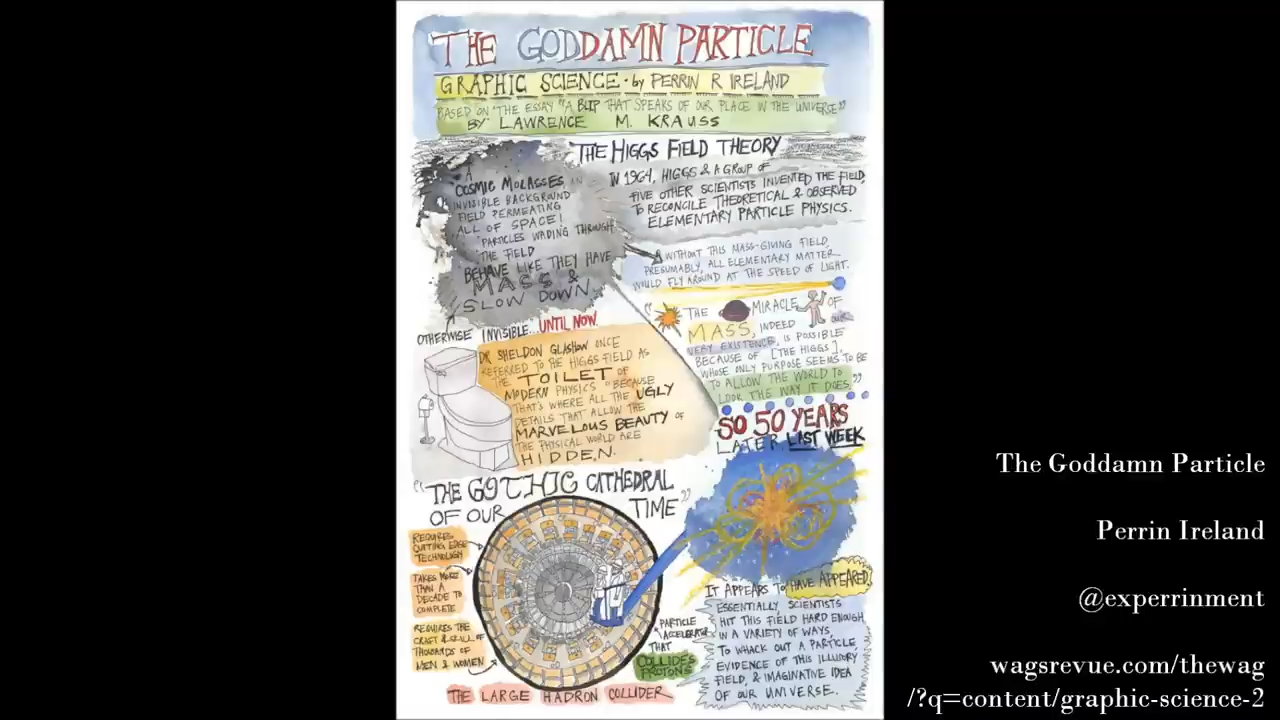 THE GODDAMN PARTICLE
GRAPHIC SCIENCE · by PERRIN R IRELAND
BASED ON THE ESSAY "A BLIP THAT SPEAKS OF OUR PLACE IN THE UNIVERSE"
BY LAWRENCE M. KRAUSS
THE HIGGS FIELD THEORY
A
COSMIC MOLASSES, AN
INVISIBLE BACKGROUND
FIELD PERMEATING
ALL OF SPACE!
PARTICLES WADING THROUGH
THE FIELD
BEHAVE LIKE THEY HAVE
MASS &
SLOW DOWN.
IN 1964, HIGGS & A GROUP OF
FIVE OTHER SCIENTISTS INVENTED THE FIELD,
TO RECONCILE THEORETICAL & OBSERVED
ELEMENTARY PARTICLE PHYSICS.
WITHOUT THIS MASS-GIVING FIELD,
PRESUMABLY, ALL ELEMENTARY MATTER
WOULD FLY AROUND AT THE SPEED OF LIGHT.
OTHERWISE INVISIBLE... UNTIL NOW.
"THE MIRACLE OF
MASS, INDEED OUR
VERY EXISTENCE, IS POSSIBLE
BECAUSE OF [THE HIGGS],
WHOSE ONLY PURPOSE SEEMS TO BE
TO ALLOW THE WORLD TO
LOOK THE WAY IT DOES."
DR SHELDON GLASHOW ONCE
REFERRED TO THE HIGGS FIELD AS
THE TOILET OF
MODERN PHYSICS "BECAUSE
THAT'S WHERE ALL THE UGLY
DETAILS THAT ALLOW THE
MARVELOUS BEAUTY OF
THE PHYSICAL WORLD ARE
HIDDEN.
SO 50 YEARS
LATER LAST WEEK
"THE GOTHIC CATHEDRAL
OF OUR TIME"
REQUIRES
CUTTING EDGE
TECHNOLOGY
TAKES MORE
THAN A
DECADE TO
COMPLETE
REQUIRES THE
CRAFT & SKILL OF
THOUSANDS OF
MEN & WOMEN
PARTICLE
ACCELERATOR
THAT
COLLIDES
PROTONS
THE LARGE HADRON COLLIDER
IT APPEARS TO HAVE APPEARED,
ESSENTIALLY, SCIENTISTS
HIT THIS FIELD HARD ENOUGH
IN A VARIETY OF WAYS,
TO WHACK OUT A PARTICLE,
EVIDENCE OF THIS ILLUSORY
FIELD, & IMAGINATIVE IDEA
OF OUR UNIVERSE.
The Goddamn Particle
Perrin Ireland
@experrinment
wagsrevue.com/thewag
/?q=content/graphic-science-2